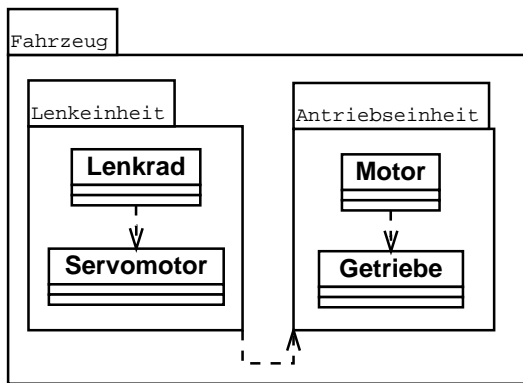 Fahrzeug
Lenkeinheit
Antriebseinheit
Lenkrad
Motor
Servomotor
Getriebe